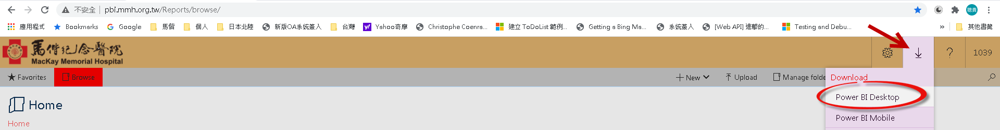 不安全 | pbi.mmh.org.tw/Reports/browse/
聰貴
應用程式 Bookmarks Google 馬偕 個人 日本北陸 新版OA系統簽入 台灣 Yahoo奇摩 Christophe Coenra... 建立 ToDoList 範例... Getting a Bing Ma... 系統簽入 [Web API] 進擊的... Testing and Debu... » 其他書籤
馬偕紀念醫院
MacKay Memorial Hospital
? 1039
Favorites Browse + New Upload Manage folde
Download
Power BI Desktop
Power BI Mobile
Home
Home